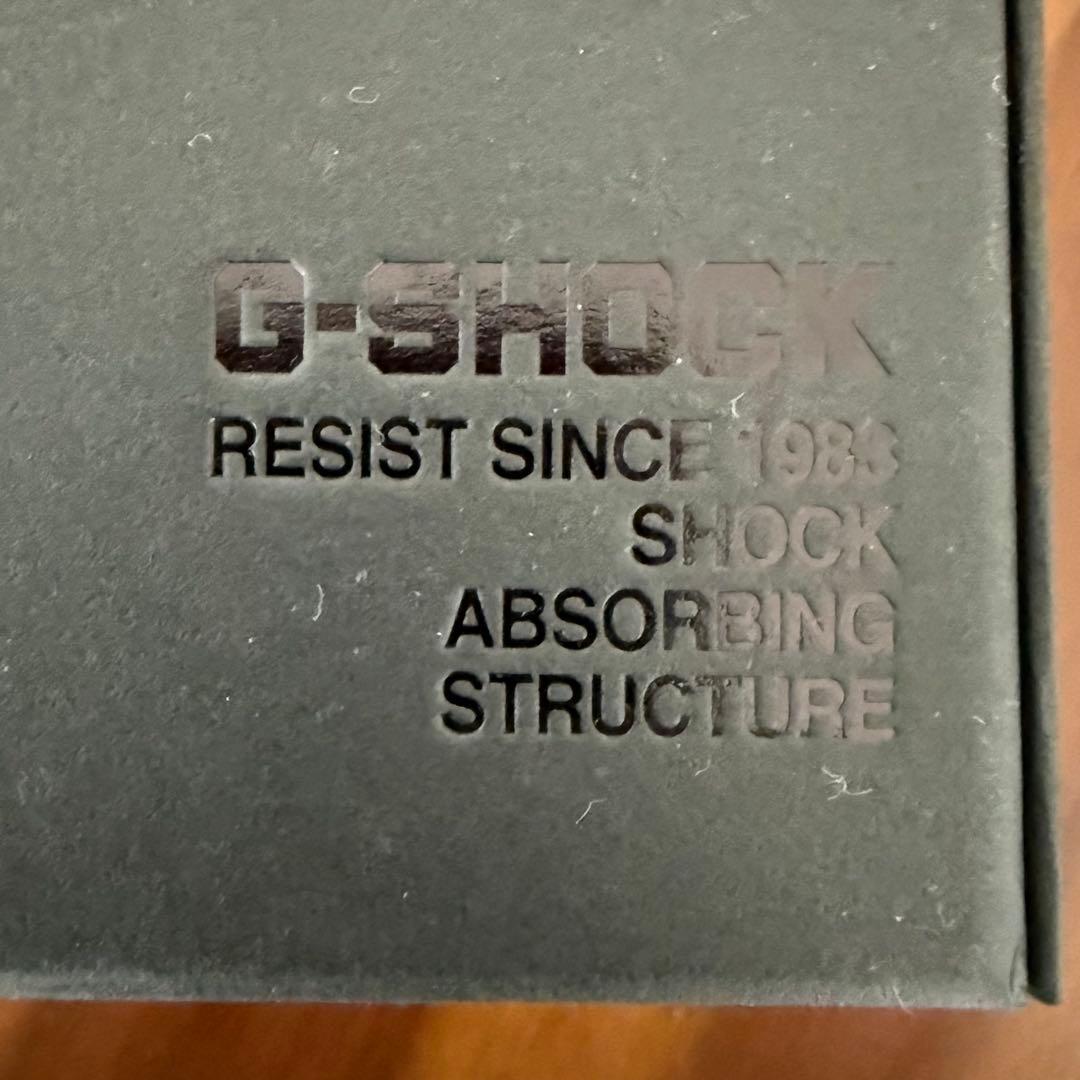 G-SHOCK
RESIST SINCE 1983
SHOCK
ABSORBING
STRUCTURE